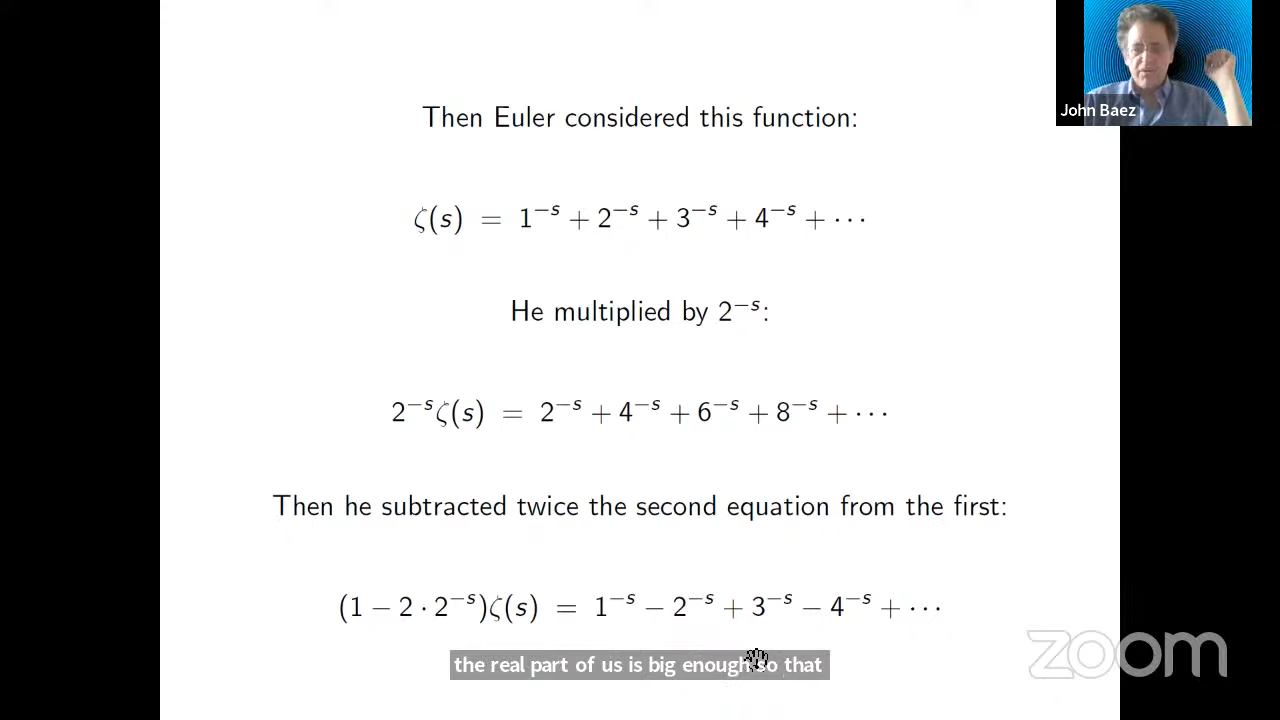 John Baez
Then Euler considered this function:
ζ(s) = 1⁻ˢ + 2⁻ˢ + 3⁻ˢ + 4⁻ˢ + ⋯
He multiplied by 2⁻ˢ:
2⁻ˢζ(s) = 2⁻ˢ + 4⁻ˢ + 6⁻ˢ + 8⁻ˢ + ⋯
Then he subtracted twice the second equation from the first:
(1 − 2 · 2⁻ˢ)ζ(s) = 1⁻ˢ − 2⁻ˢ + 3⁻ˢ − 4⁻ˢ + ⋯
the real part of us is big enough so that
zoom